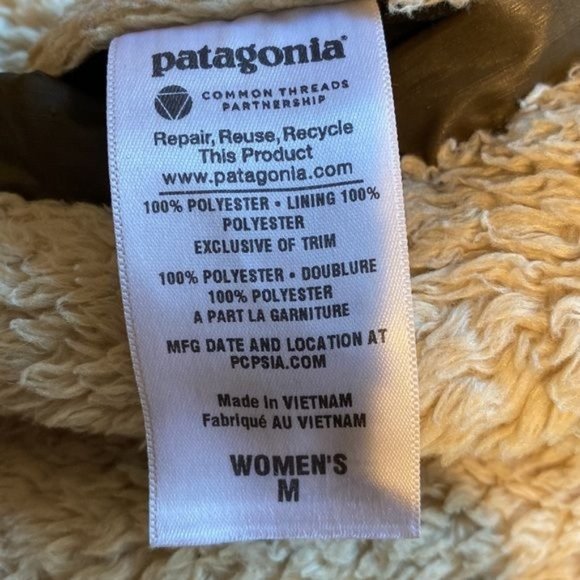 patagonia®
COMMON THREADS
PARTNERSHIP
Repair, Reuse, Recycle
This Product
www.patagonia.com
100% POLYESTER • LINING 100%
POLYESTER
EXCLUSIVE OF TRIM
100% POLYESTER • DOUBLURE
100% POLYESTER
A PART LA GARNITURE
MFG DATE AND LOCATION AT
PCPSIA.COM
Made in VIETNAM
Fabriqué AU VIETNAM
WOMEN'S
M